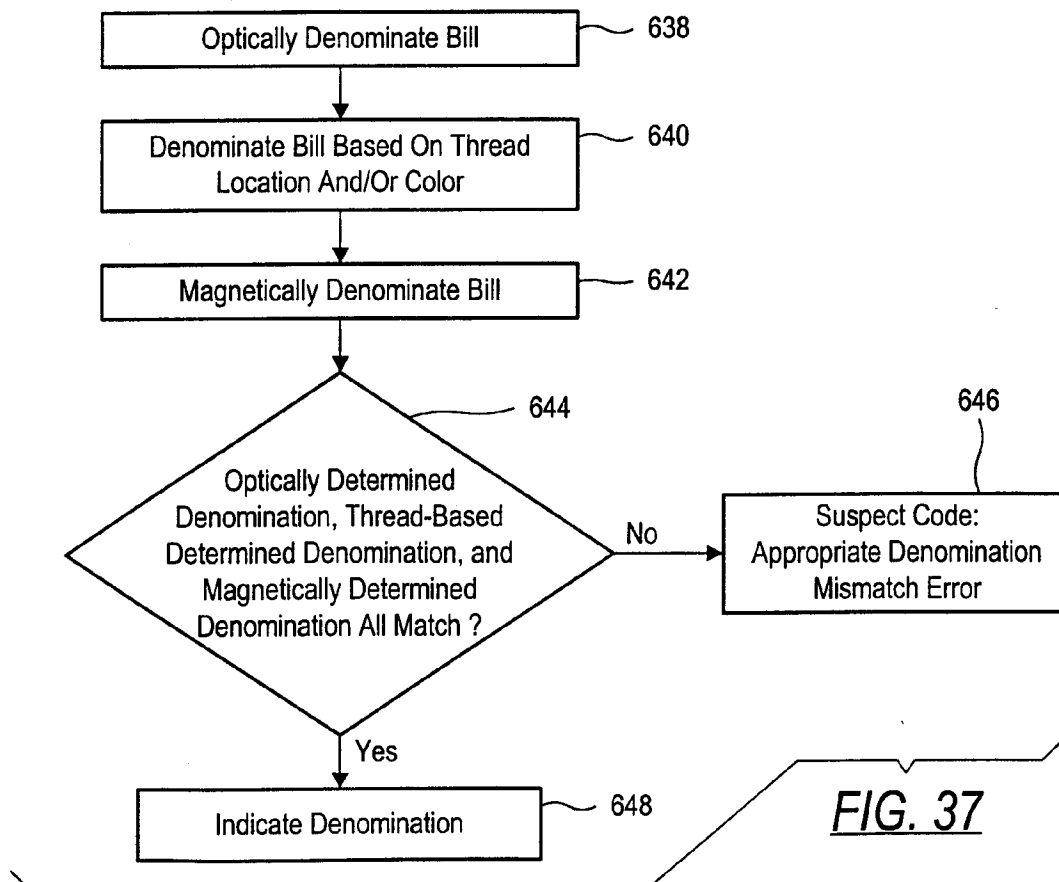 Optically Denominate Bill
638
Denominate Bill Based On Thread
Location And/Or Color
640
Magnetically Denominate Bill
642
644
Optically Determined
Denomination, Thread-Based
Determined Denomination, and
Magnetically Determined
Denomination All Match ?
No
646
Suspect Code:
Appropriate Denomination
Mismatch Error
Yes
Indicate Denomination
648
FIG. 37